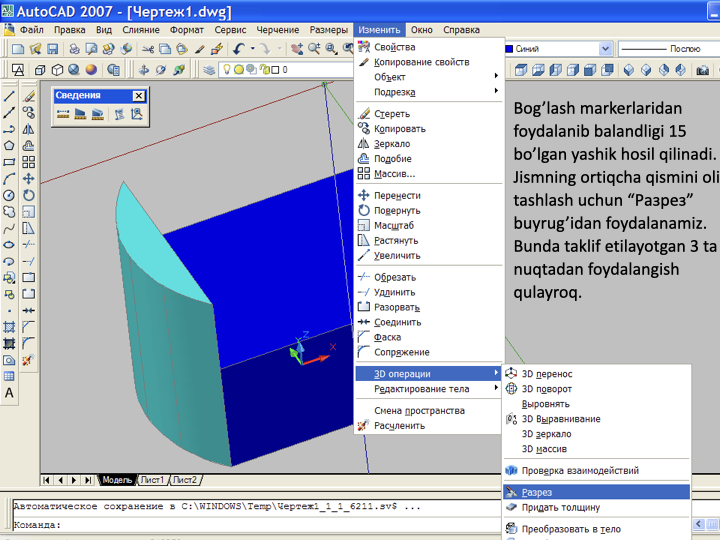 AutoCAD 2007 - [Чертеж1.dwg]
Файл Правка Вид Слияние Формат Сервис Черчение Размеры Изменить Окно Справка
Свойства
Копирование свойств
Объект
Подрезка
Стереть
Копировать
Зеркало
Подобие
Массив...
Перенести
Повернуть
Масштаб
Растянуть
Увеличить
Обрезать
Удлинить
Разорвать
Соединить
Фаска
Сопряжение
3D операции
Редактирование тела
Смена пространства
Расчленить
3D перенос
3D поворот
Выровнять
3D Выравнивание
3D зеркало
3D массив
Проверка взаимодействий
Разрез
Придать толщину
Преобразовать в тело
Синий
Послою
0
Сведения
Bog’lash markerlaridan
foydalanib balandligi 15
bo’lgan yashik hosil qilinadi.
Jismning ortiqcha qismini oli
tashlash uchun “Разрез”
buyrug’idan foydalanamiz.
Bunda taklif etilayotgan 3 ta
nuqtadan foydalangish
qulayroq.
Z
X
A
Модель Лист1 Лист2
Автоматическое сохранение в C:\WINDOWS\Temp\Чертеж1_1_1_6211.sv$ ...
Команда: